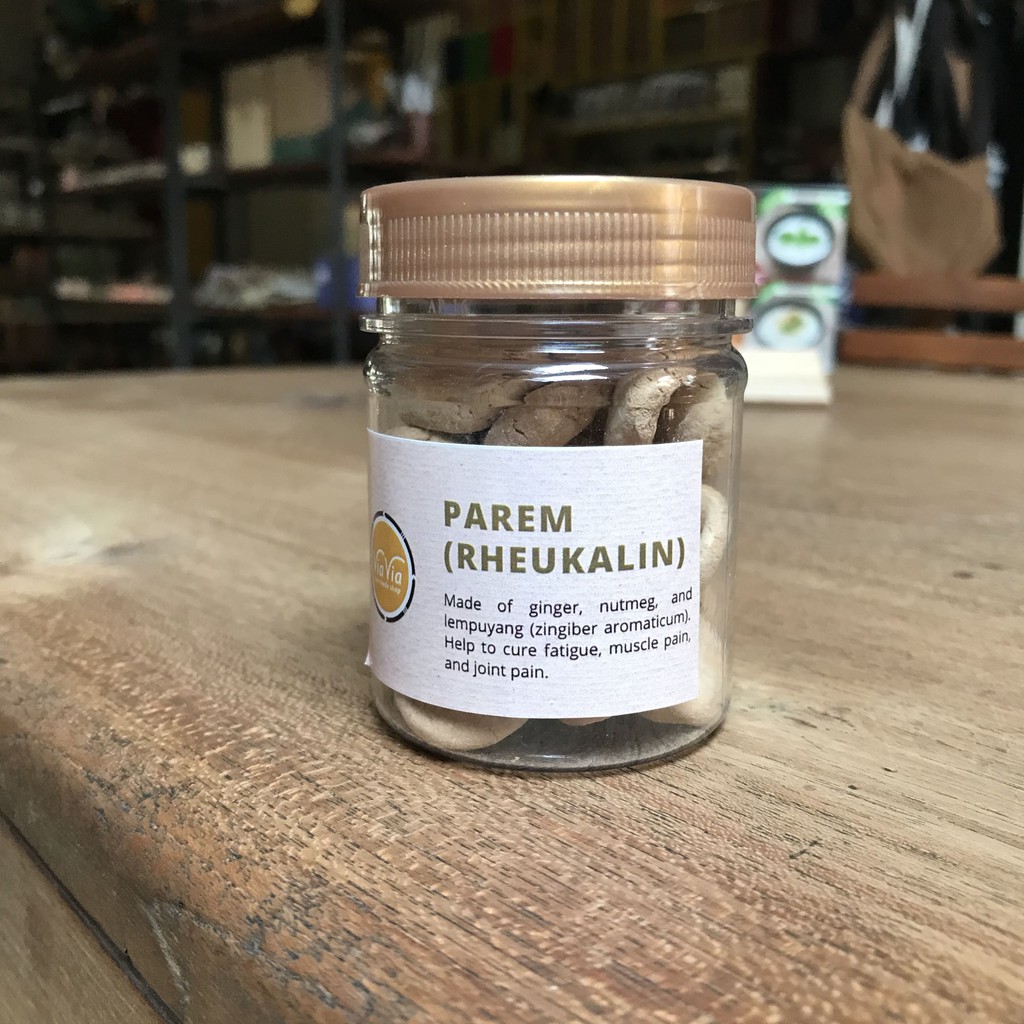 PAREM
(RHEUKALIN)
Made of ginger, nutmeg, and
lempuyang (zingiber aromaticum).
Help to cure fatigue, muscle pain,
and joint pain.
ViaVia